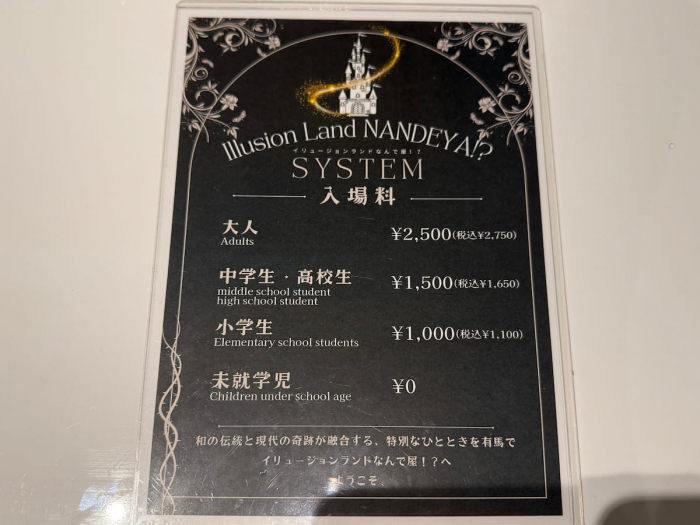 Illusion Land NANDEYA!?
イリュージョンランドなんで屋!?
SYSTEM
入場料
大人 ¥2,500(税込¥2,750)
Adults
中学生・高校生 ¥1,500(税込¥1,650)
middle school student
high school student
小学生 ¥1,000(税込¥1,100)
Elementary school students
未就学児 ¥0
Children under school age
和の伝統と現代の奇跡が融合する、特別なひとときを有馬で
イリュージョンランドなんで屋!?へ
ようこそ。